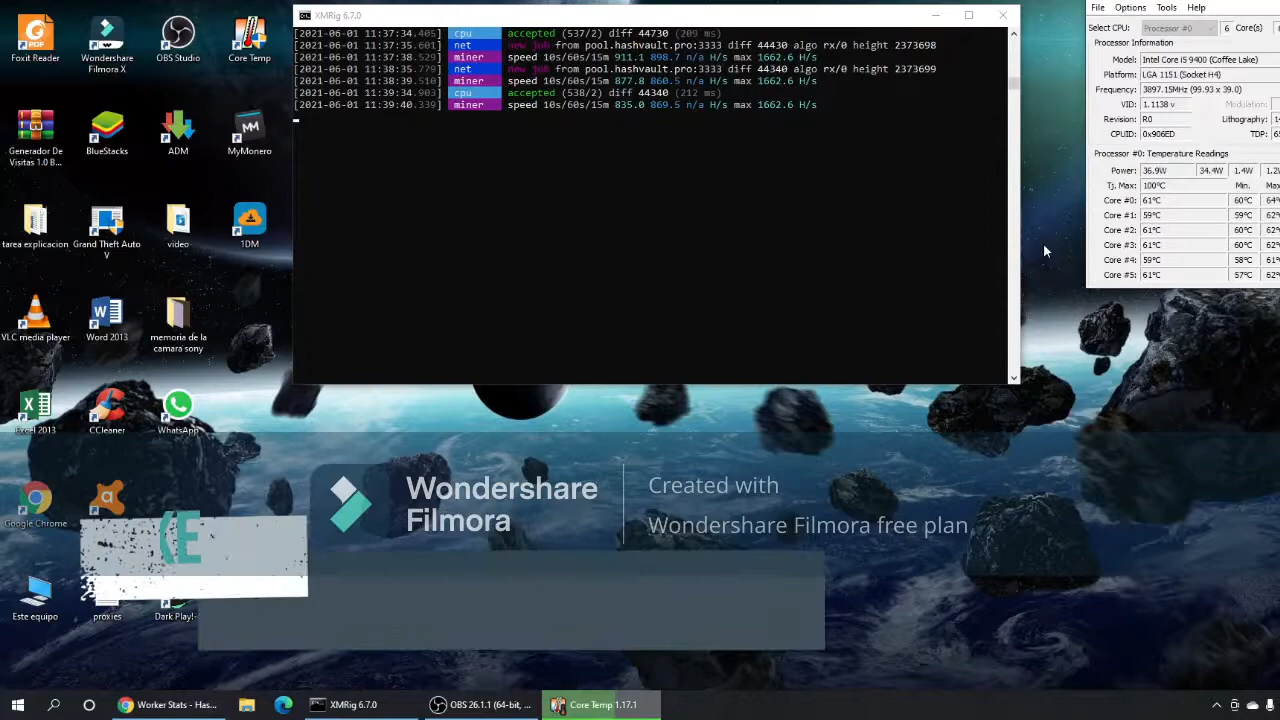 XMRig 6.7.0
[2021-06-01 11:37:34.405] cpu accepted (537/2) diff 44730 (209 ms)
[2021-06-01 11:37:35.601] net new job from pool.hashvault.pro:3333 diff 44430 algo rx/0 height 2373698
[2021-06-01 11:37:38.529] miner speed 10s/60s/15m 911.1 898.7 n/a H/s max 1662.6 H/s
[2021-06-01 11:38:35.779] net new job from pool.hashvault.pro:3333 diff 44340 algo rx/0 height 2373699
[2021-06-01 11:38:39.510] miner speed 10s/60s/15m 877.8 860.5 n/a H/s max 1662.6 H/s
[2021-06-01 11:39:34.903] cpu accepted (538/2) diff 44340 (212 ms)
[2021-06-01 11:39:40.339] miner speed 10s/60s/15m 835.0 869.5 n/a H/s max 1662.6 H/s
File Options Tools Help
Select CPU: Processor #0 6 Core(s)
Processor Information
Model: Intel Core i5 9400 (Coffee Lake)
Platform: LGA 1151 (Socket H4)
Frequency: 3897.15MHz (99.93 x 39.0)
VID: 1.1138 v Modulation:
Revision: R0 Lithography:
CPUID: 0x906ED TDP:
Processor #0: Temperature Readings
Power: 36.9W 34.4W 1.4W
Tj. Max: 100°C Min.
Core #0: 61°C 60°C
Core #1: 59°C 59°C
Core #2: 61°C 60°C
Core #3: 61°C 60°C
Core #4: 59°C 58°C
Core #5: 61°C 57°C
PDF
Foxit Reader
Wondershare
Filmora X
OBS Studio
Core Temp
Generador De
Visitas 1.0 B...
BlueStacks
ADM
MyMonero
tarea explicacion
Grand Theft Auto
V
video
1DM
VLC media player
Word 2013
memoria de la
camara sony
Excel 2013
CCleaner
WhatsApp
Google Chrome
Este equipo
proxies
Dark Play!-
(E
Wondershare
Filmora
Created with
Wondershare Filmora free plan
Worker Stats - Has...
XMRig 6.7.0
OBS 26.1.1 (64-bit, ...
Core Temp 1.17.1